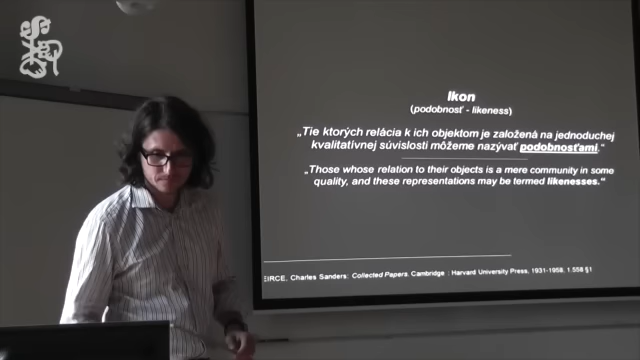 Ikon
(podobnosť - likeness)
„Tie ktorých relácia k ich objektom je založená na jednoduchej
kvalitatívnej súvislosti môžeme nazývať podobnosťami.“
„Those whose relation to their objects is a mere community in some
quality, and these representations may be termed likenesses.“
EIRCE, Charles Sanders: Collected Papers. Cambridge : Harvard University Press, 1931-1958, 1.558 §1